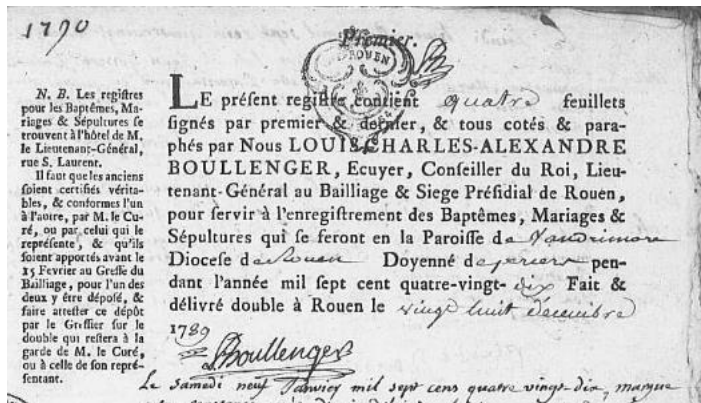 1790
Premier.
ROUEN
N. B. Les registres
pour les Baptêmes, Ma-
riages & Sépultures se
trouvent à l'hôtel de M.
le Lieutenant-Général,
rue S. Laurent.
Il faut que les anciens
soient certifiés vérita-
bles, & conformes l'un
à l'autre, par M. le Cu-
ré, ou par celui qui le
représente, & qu'ils
soient apportés avant le
15 Fevrier au Greffe du
Bailliage, pour l'un des
deux y être déposé, &
faire attester ce dépôt
par le Greffier sur le
double qui restera à la
garde de M. le Curé,
ou à celle de son repré-
sentant.
LE présent registre contient quatre feuillets
signés par premier & dernier, & tous cotés & para-
phés par Nous LOUIS-CHARLES-ALEXANDRE
BOULLENGER, Ecuyer, Conseiller du Roi, Lieu-
tenant-Général au Bailliage & Siege Présidial de Rouen,
pour servir à l'enregistrement des Baptêmes, Mariages &
Sépultures qui se feront en la Paroisse de Vandrimare
Diocese de Rouen Doyenné de periers pen-
dant l'année mil sept cent quatre-vingt-dix Fait &
délivré double à Rouen le vingt huit décembre
1789
Boullenger
Le samedi neuf Janvier mil sept cens quatre vingt-dix,